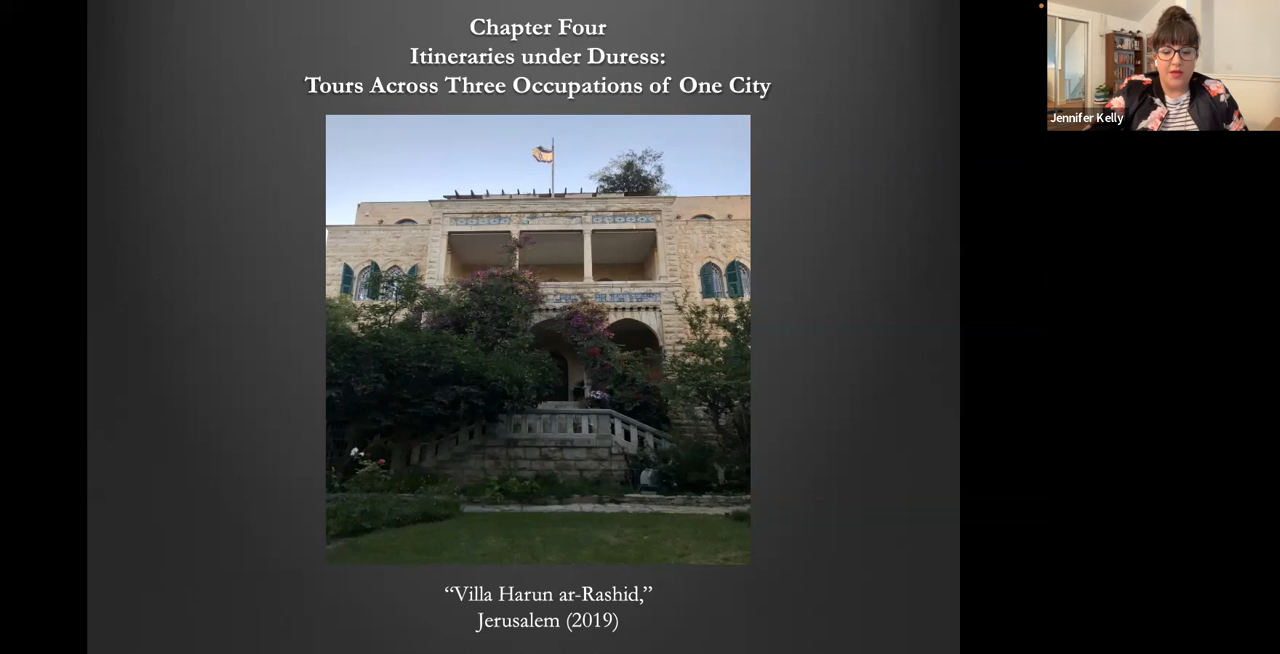 Chapter Four
Itineraries under Duress:
Tours Across Three Occupations of One City
Jennifer Kelly
“Villa Harun ar-Rashid,”
Jerusalem (2019)